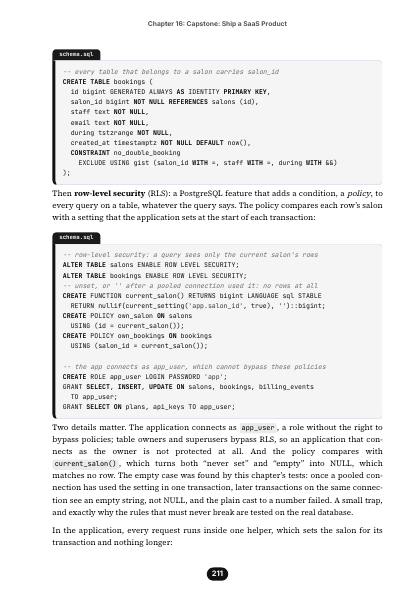 Chapter 16: Capstone: Ship a SaaS Product
schema.sql
-- every table that belongs to a salon carries salon_id
CREATE TABLE bookings (
  id bigint GENERATED ALWAYS AS IDENTITY PRIMARY KEY,
  salon_id bigint NOT NULL REFERENCES salons (id),
  staff text NOT NULL,
  email text NOT NULL,
  during tstzrange NOT NULL,
  created_at timestamptz NOT NULL DEFAULT now(),
  CONSTRAINT no_double_booking
    EXCLUDE USING gist (salon_id WITH =, staff WITH =, during WITH &&)
);
Then row-level security (RLS): a PostgreSQL feature that adds a condition, a policy, to
every query on a table, whatever the query says. The policy compares each row's salon
with a setting that the application sets at the start of each transaction:
schema.sql
-- row-level security: a query sees only the current salon's rows
ALTER TABLE salons ENABLE ROW LEVEL SECURITY;
ALTER TABLE bookings ENABLE ROW LEVEL SECURITY;
-- unset, or '' after a pooled connection used it: no rows at all
CREATE FUNCTION current_salon() RETURNS bigint LANGUAGE sql STABLE
  RETURN nullif(current_setting('app.salon_id', true), '')::bigint;
CREATE POLICY own_salon ON salons
  USING (id = current_salon());
CREATE POLICY own_bookings ON bookings
  USING (salon_id = current_salon());
-- the app connects as app_user, which cannot bypass these policies
CREATE ROLE app_user LOGIN PASSWORD 'app';
GRANT SELECT, INSERT, UPDATE ON salons, bookings, billing_events
  TO app_user;
GRANT SELECT ON plans, api_keys TO app_user;
Two details matter. The application connects as app_user, a role without the right to
bypass policies; table owners and superusers bypass RLS, so an application that con-
nects as the owner is not protected at all. And the policy compares with
current_salon(), which turns both “never set” and “empty” into NULL, which
matches no row. The empty case was found by this chapter's tests: once a pooled con-
nection has used the setting in one transaction, later transactions on the same connec-
tion see an empty string, not NULL, and the plain cast to a number failed. A small trap,
and exactly why the rules that must never break are tested on the real database.
In the application, every request runs inside one helper, which sets the salon for its
transaction and nothing longer:
211